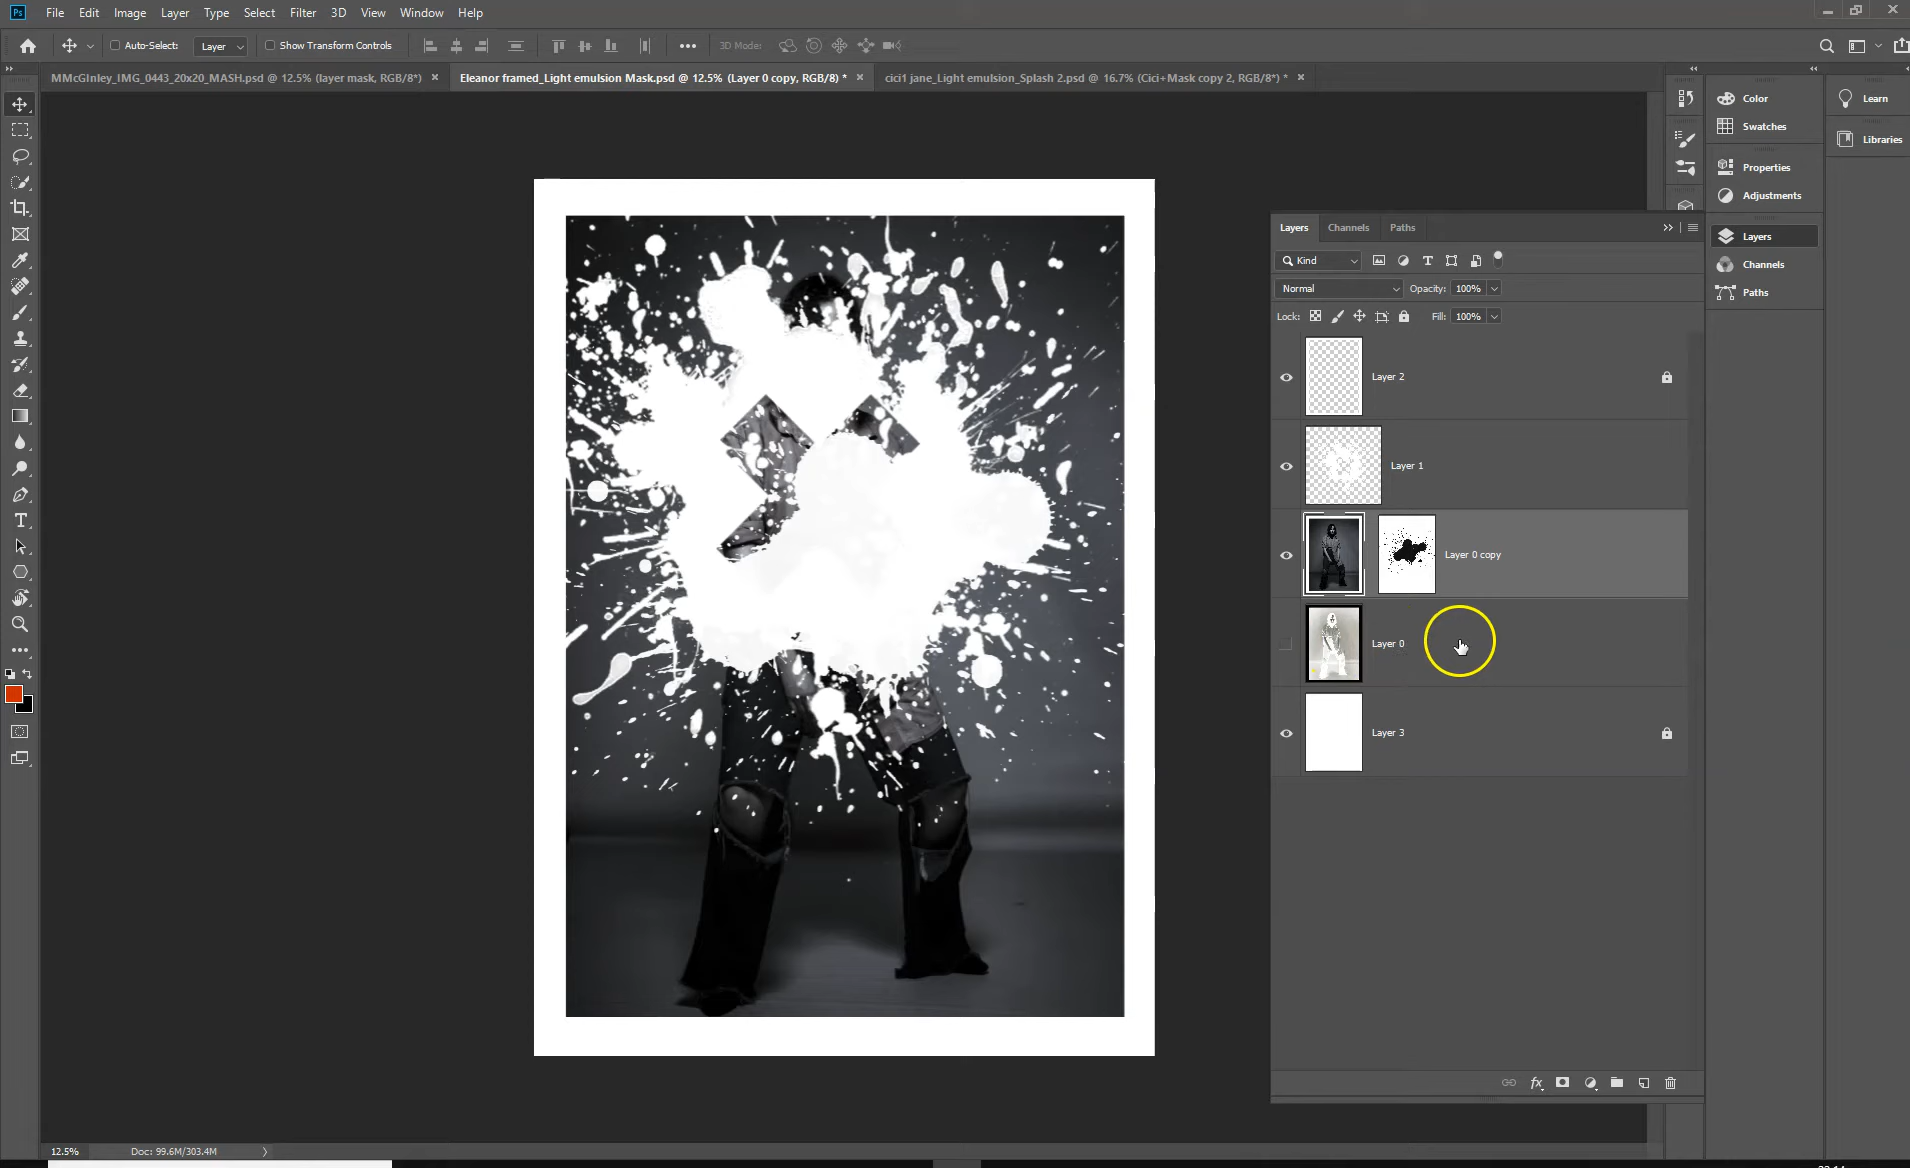 Ps File Edit Image Layer Type Select Filter 3D View Window Help
Auto-Select: Layer Show Transform Controls 3D Mode:
MMcGInley_IMG_0443_20x20_MASH.psd @ 12.5% (layer mask, RGB/8*) × Eleanor framed_Light emulsion Mask.psd @ 12.5% (Layer 0 copy, RGB/8) * × cici1 jane_Light emulsion_Splash 2.psd @ 16.7% (Cici+Mask copy 2, RGB/8*) * ×
Color
Swatches
Properties
Adjustments
Layers
Channels
Paths
Learn
Libraries
Layers Channels Paths
Kind
Normal Opacity: 100%
Lock: Fill: 100%
Layer 2
Layer 1
Layer 0 copy
Layer 0
Layer 3
fx
12.5% Doc: 99.6M/303.4M